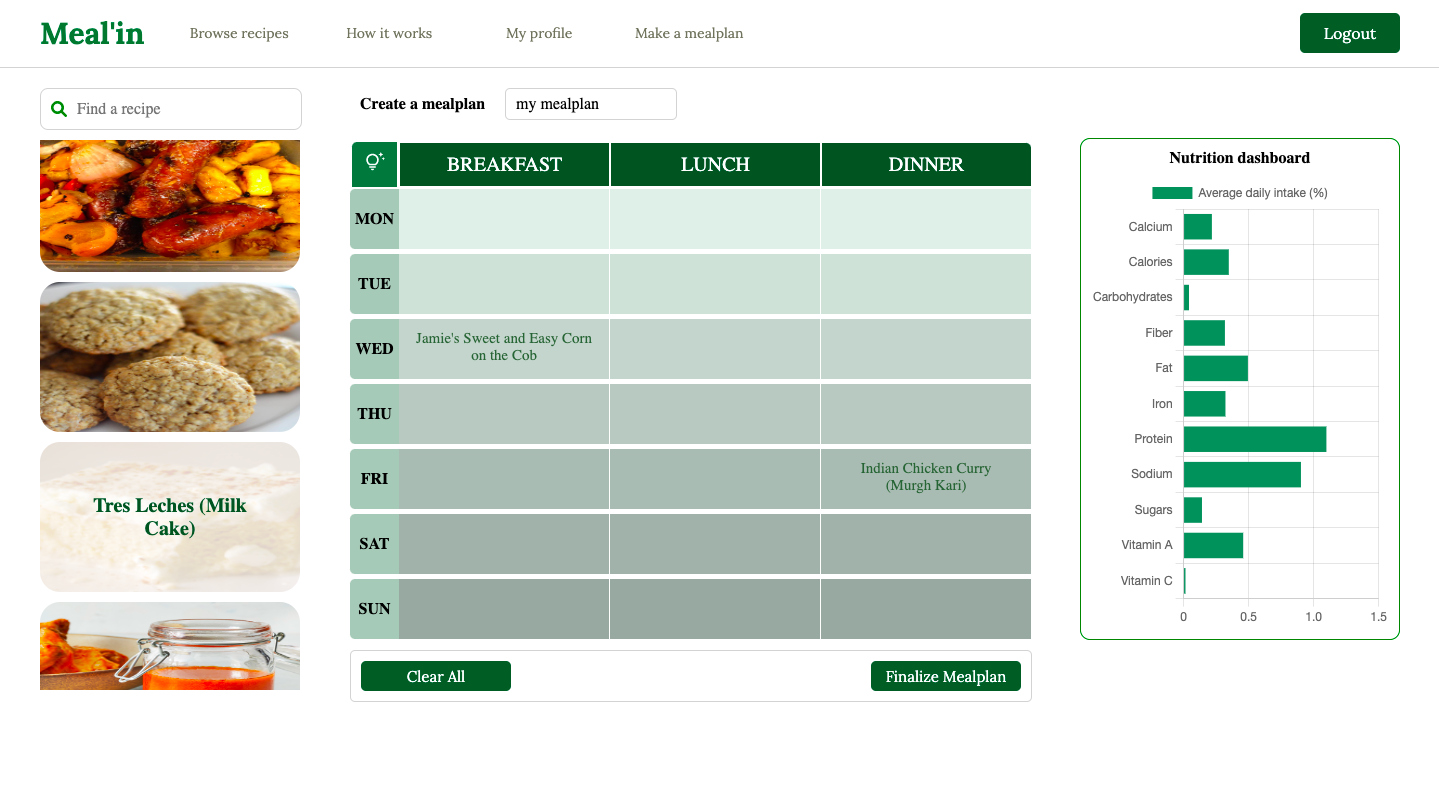 Meal'in
Browse recipes
How it works
My profile
Make a mealplan
Logout
Find a recipe
Tres Leches (Milk
Cake)
Create a mealplan
my mealplan
BREAKFAST
LUNCH
DINNER
MON
TUE
WED
Jamie's Sweet and Easy Corn
on the Cob
THU
FRI
Indian Chicken Curry
(Murgh Kari)
SAT
SUN
Clear All
Finalize Mealplan
Nutrition dashboard
Average daily intake (%)
Calcium
Calories
Carbohydrates
Fiber
Fat
Iron
Protein
Sodium
Sugars
Vitamin A
Vitamin C
0
0.5
1.0
1.5